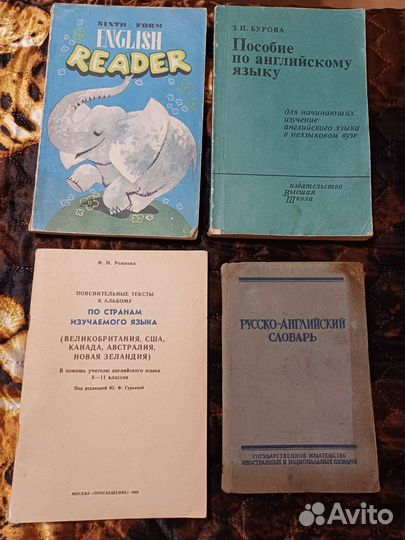 SIXTH FORM
ENGLISH
READER
З. И. БУРОВА
Пособие
по английскому
языку
для начинающих
изучение
английского языка
в неязыковом вузе
издательство
Высшая
Школа
Ф. М. Рожкова
ПОЯСНИТЕЛЬНЫЕ ТЕКСТЫ
К АЛЬБОМУ
ПО СТРАНАМ
ИЗУЧАЕМОГО ЯЗЫКА
(ВЕЛИКОБРИТАНИЯ, США,
КАНАДА, АВСТРАЛИЯ,
НОВАЯ ЗЕЛАНДИЯ)
В помощь учителю английского языка
8—11 классов
Под редакцией Ю. Ф. Гурьевой
МОСКВА «ПРОСВЕЩЕНИЕ»
РУССКО-АНГЛИЙСКИЙ
СЛОВАРЬ
ГОСУДАРСТВЕННОЕ ИЗДАТЕЛЬСТВО
ИНОСТРАННЫХ И НАЦИОНАЛЬНЫХ СЛОВАРЕЙ
Avito